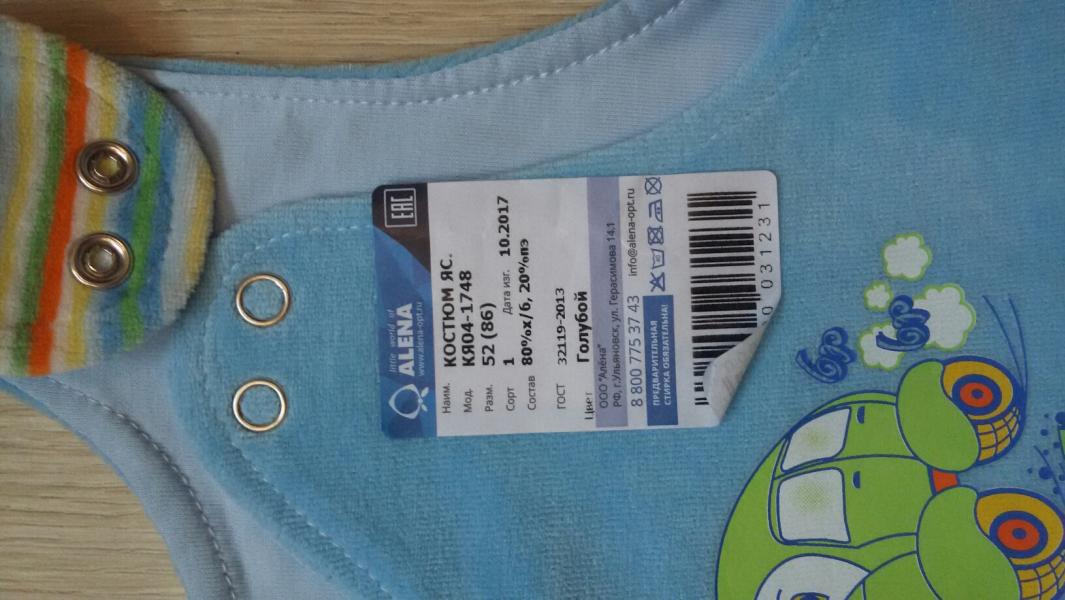 EAC
little world of
ALENA
www.alena-opt.ru
Наим. КОСТЮМ ЯС.
Мод. КЯ04-1748
Разм. 52 (86)
Сорт 1 Дата изг. 10.2017
Состав 80%х/б, 20%пэ
ГОСТ 32119-2013
Цвет Голубой
ООО "Алёна"
РФ, г.Ульяновск, ул. Герасимова 14.1
8 800 775 37 43 info@alena-opt.ru
ПРЕДВАРИТЕЛЬНАЯ
СТИРКА ОБЯЗАТЕЛЬНА!
031231